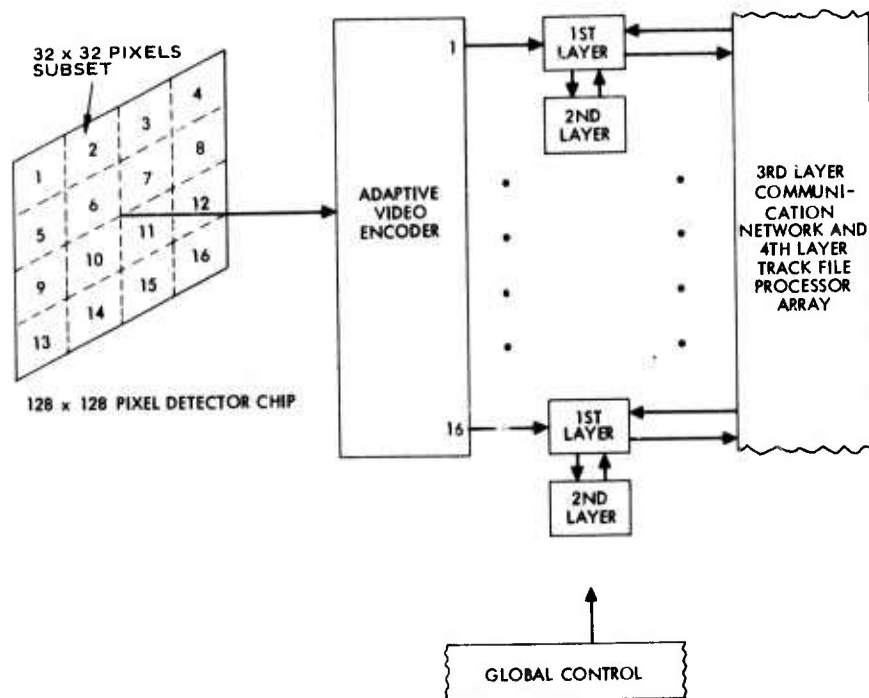 32 x 32 PIXELS
SUBSET
1
2
3
4
5
6
7
8
9
10
11
12
13
14
15
16
128 x 128 PIXEL DETECTOR CHIP
ADAPTIVE
VIDEO
ENCODER
1
16
1ST
LAYER
2ND
LAYER
1ST
LAYER
2ND
LAYER
3RD LAYER
COMMUNI-
CATION
NETWORK AND
4TH LAYER
TRACK FILE
PROCESSOR
ARRAY
GLOBAL CONTROL